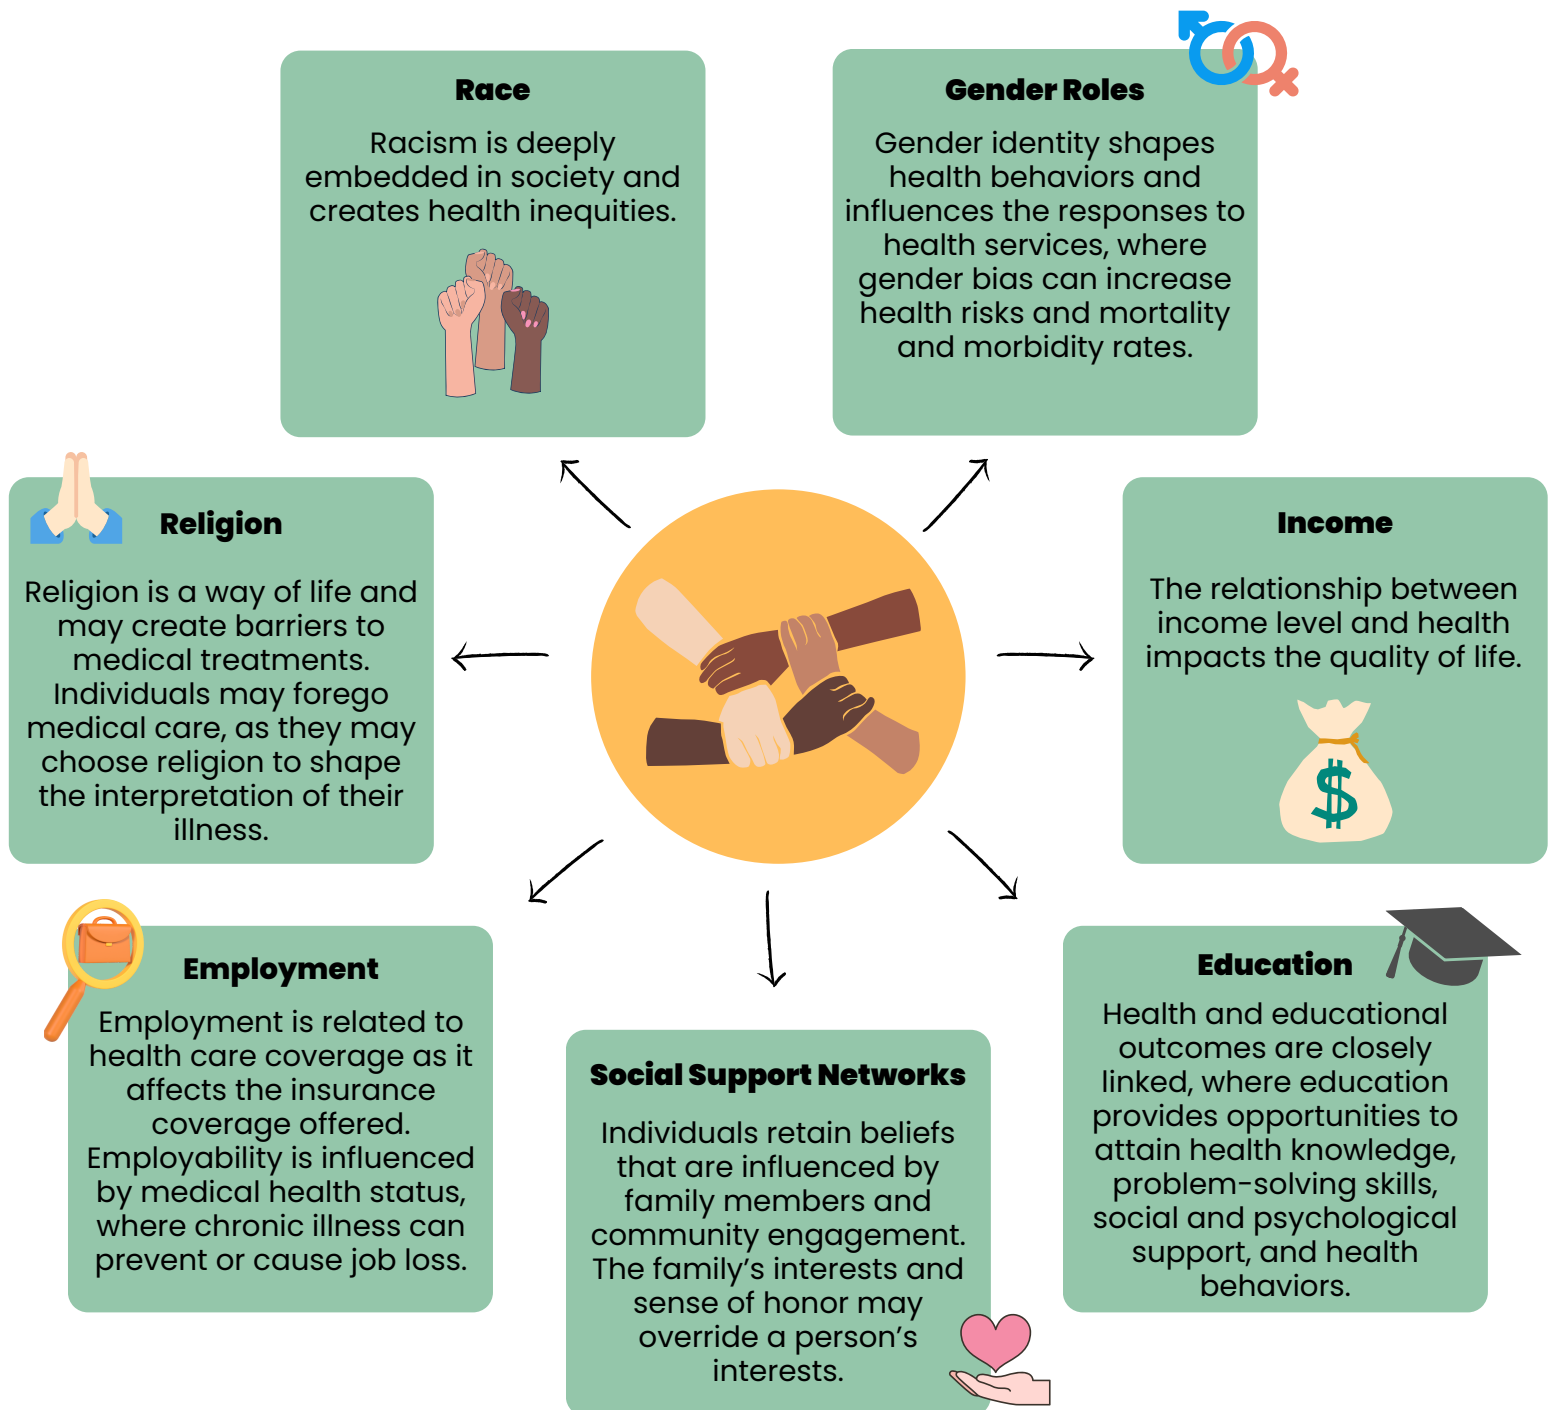 Race
Racism is deeply
embedded in society and
creates health inequities.
Gender Roles
Gender identity shapes
health behaviors and
influences the responses to
health services, where
gender bias can increase
health risks and mortality
and morbidity rates.
Religion
Religion is a way of life and
may create barriers to
medical treatments.
Individuals may forego
medical care, as they may
choose religion to shape
the interpretation of their
illness.
Income
The relationship between
income level and health
impacts the quality of life.
$
Employment
Employment is related to
health care coverage as it
affects the insurance
coverage offered.
Employability is influenced
by medical health status,
where chronic illness can
prevent or cause job loss.
Social Support Networks
Individuals retain beliefs
that are influenced by
family members and
community engagement.
The family’s interests and
sense of honor may
override a person’s
interests.
Education
Health and educational
outcomes are closely
linked, where education
provides opportunities to
attain health knowledge,
problem-solving skills,
social and psychological
support, and health
behaviors.